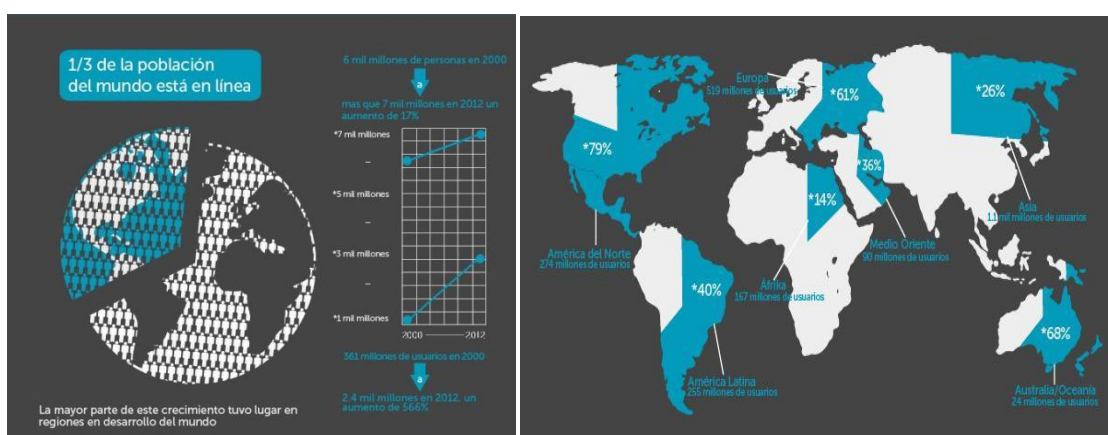 1/3 de la población
del mundo está en línea
6 mil millones de personas en 2000
a
mas que 7 mil millones en 2012 un
aumento de 17%
*7 mil millones
–
*5 mil millones
–
*3 mil millones
–
*1 mil millones
2000 2012
361 millones de usuarios en 2000
a
2.4 mil millones en 2012, un
aumento de 566%
La mayor parte de este crecimiento tuvo lugar en
regiones en desarrollo del mundo
Europa
519 millones de usuarios
*61%
*26%
*79%
*36%
*14%
Asia
1.1 mil millones de usuarios
América del Norte
274 millones de usuarios
Medio Oriente
90 millones de usuarios
Áfrika
167 millones de usuarios
*40%
*68%
América Latina
255 millones de usuarios
Australia/Oceanía
24 millones de usuarios